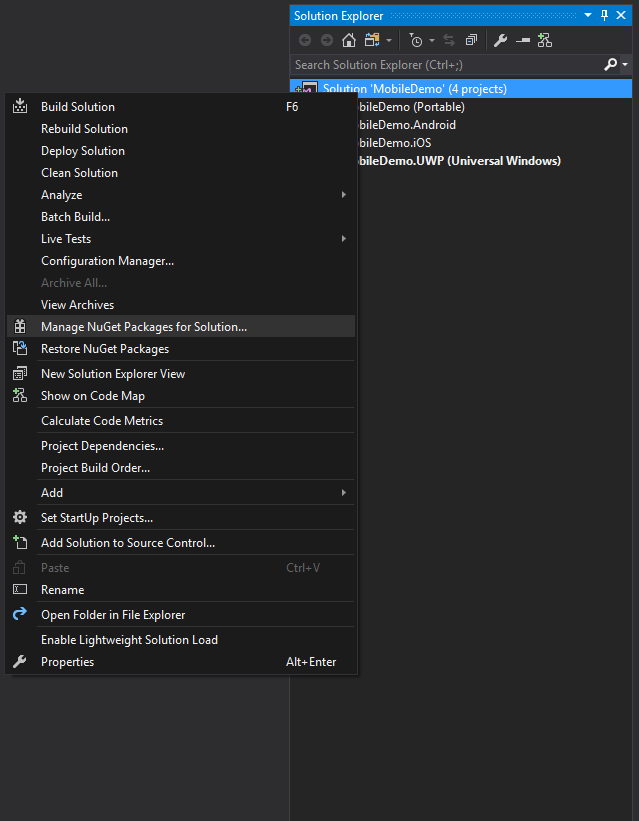 Solution Explorer
Search Solution Explorer (Ctrl+;)
Solution 'MobileDemo' (4 projects)
bileDemo (Portable)
bileDemo.Android
bileDemo.iOS
bileDemo.UWP (Universal Windows)
Build Solution F6
Rebuild Solution
Deploy Solution
Clean Solution
Analyze
Batch Build...
Live Tests
Configuration Manager...
Archive All...
View Archives
Manage NuGet Packages for Solution...
Restore NuGet Packages
New Solution Explorer View
Show on Code Map
Calculate Code Metrics
Project Dependencies...
Project Build Order...
Add
Set StartUp Projects...
Add Solution to Source Control...
Paste Ctrl+V
Rename
Open Folder in File Explorer
Enable Lightweight Solution Load
Properties Alt+Enter